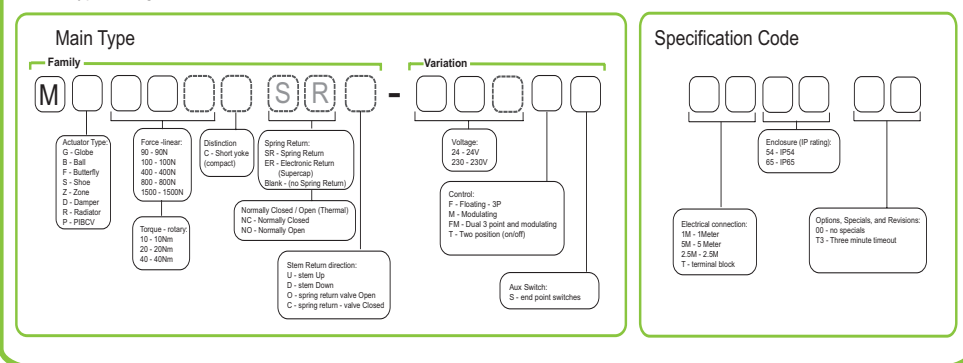 Main Type
Family
Variation
M
S R
-
Actuator Type:
G - Globe
B - Ball
F - Butterfly
S - Shoe
Z - Zone
D - Damper
R - Radiator
P - PIBCV
Force -linear:
90 - 90N
100 - 100N
400 - 400N
800 - 800N
1500 - 1500N
Torque - rotary:
10 - 10Nm
20 - 20Nm
40 - 40Nm
Distinction
C - Short yoke
(compact)
Spring Return:
SR - Spring Return
ER - Electronic Return
(Supercap)
Blank - (no Spring Return)
Normally Closed / Open (Thermal)
NC - Normally Closed
NO - Normally Open
Stem Return direction:
U - stem Up
D - stem Down
O - spring return valve Open
C - spring return - valve Closed
Voltage:
24 - 24V
230 - 230V
Control:
F - Floating - 3P
M - Modulating
FM - Dual 3 point and modulating
T - Two position (on/off)
Aux Switch:
S - end point switches
Specification Code
Electrical connection:
1M - 1Meter
5M - 5 Meter
2.5M - 2.5M
T - terminal block
Enclosure (IP rating):
54 - IP54
65 - IP65
Options, Specials, and Revisions:
00 - no specials
T3 - Three minute timeout